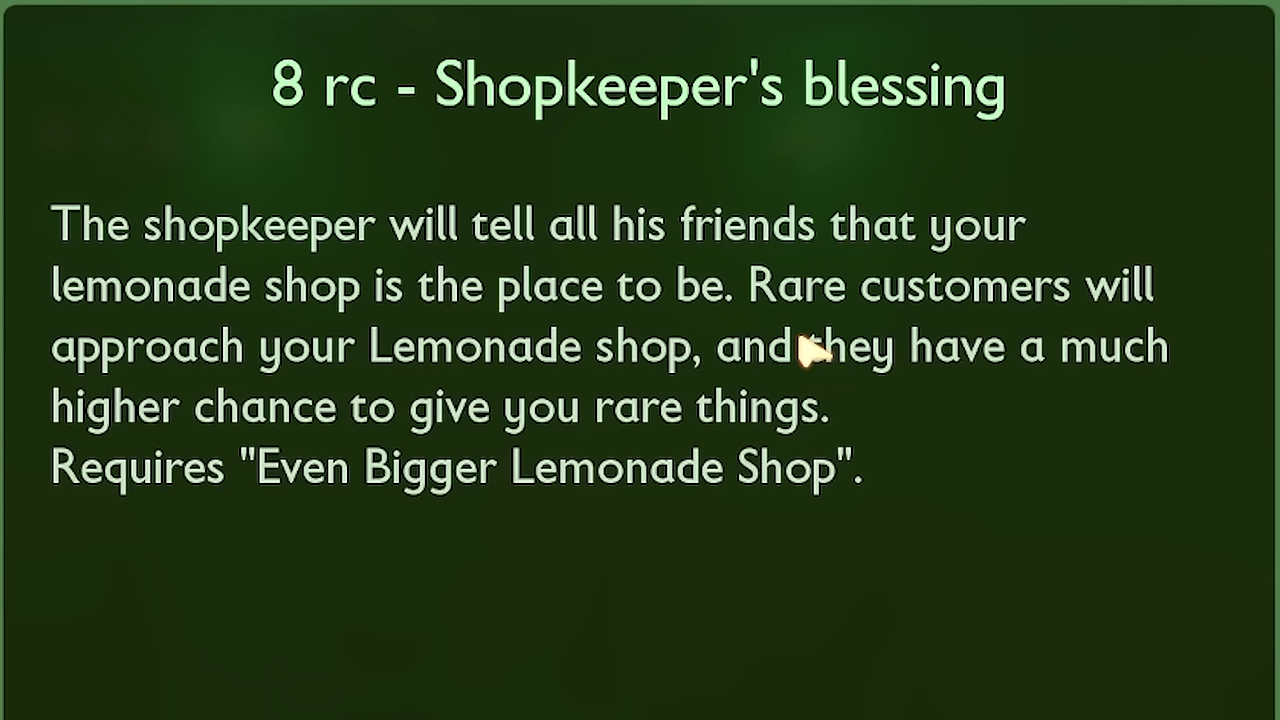 8 rc - Shopkeeper's blessing
The shopkeeper will tell all his friends that your
lemonade shop is the place to be. Rare customers will
approach your Lemonade shop, and they have a much
higher chance to give you rare things.
Requires "Even Bigger Lemonade Shop".